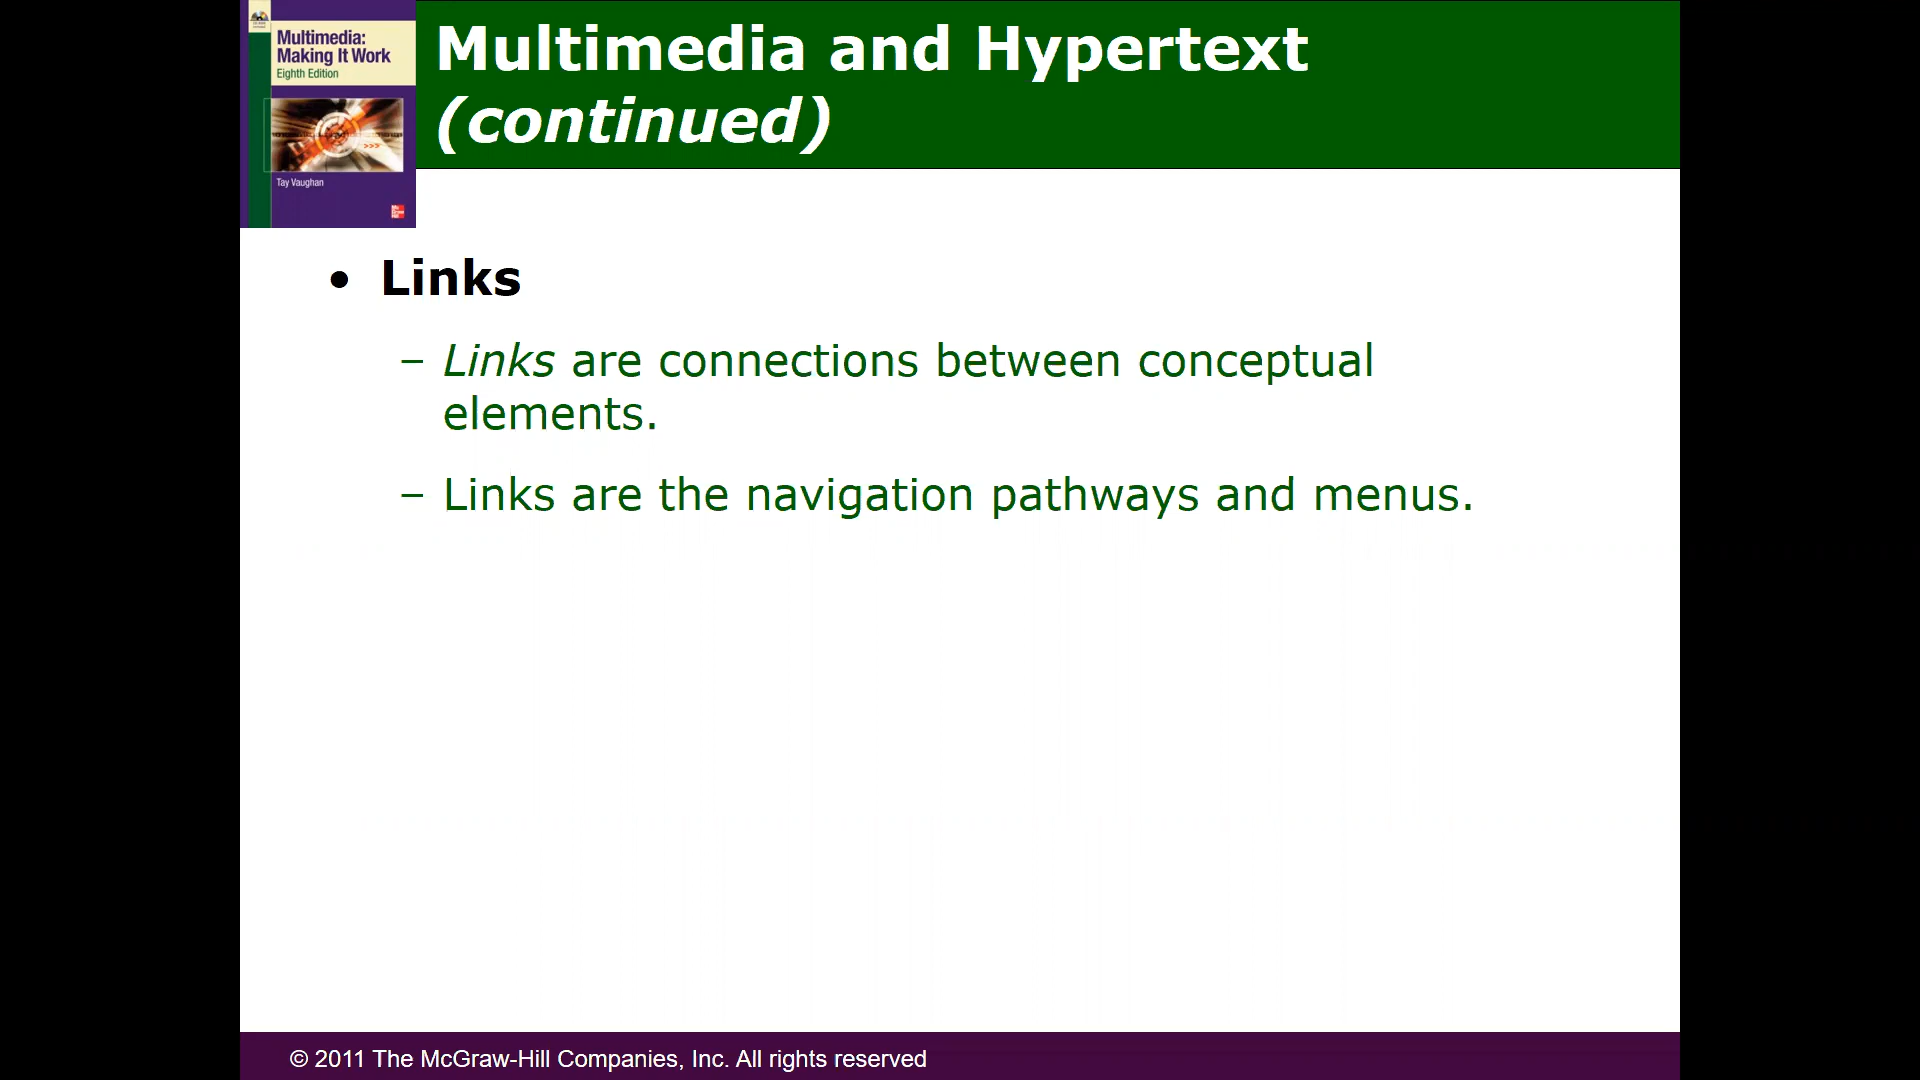 Multimedia:
Making It Work
Eighth Edition
Tay Vaughan
Multimedia and Hypertext
(continued)
• Links
– Links are connections between conceptual
elements.
– Links are the navigation pathways and menus.
© 2011 The McGraw-Hill Companies, Inc. All rights reserved